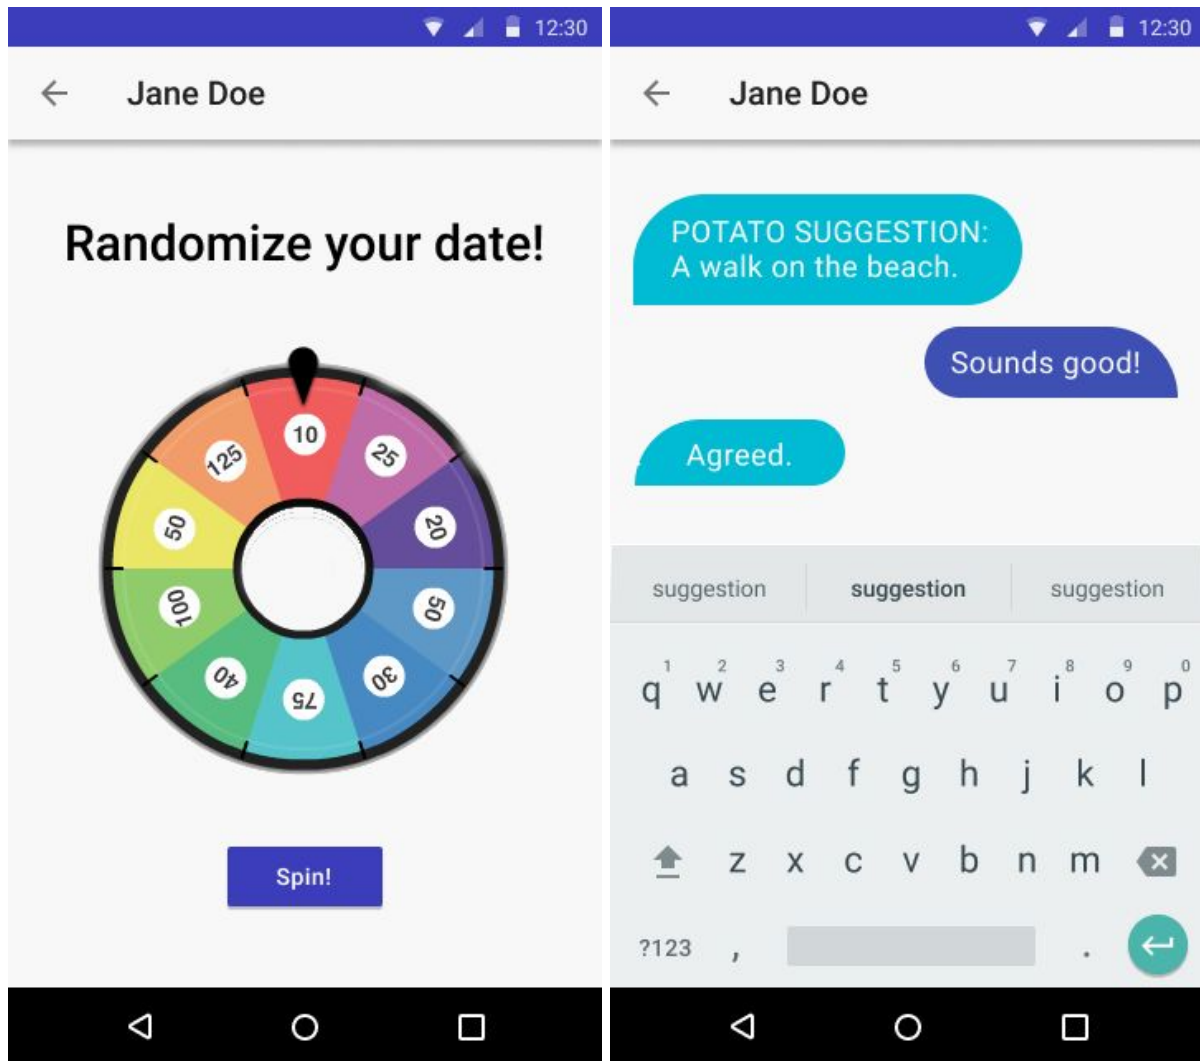 12:30
Jane Doe
Randomize your date!
10
25
20
50
30
75
40
100
50
125
Spin!
12:30
Jane Doe
POTATO SUGGESTION:
A walk on the beach.
Sounds good!
Agreed.
suggestion suggestion suggestion
1 2 3 4 5 6 7 8 9 0
q w e r t y u i o p
a s d f g h j k l
z x c v b n m
?123 , .